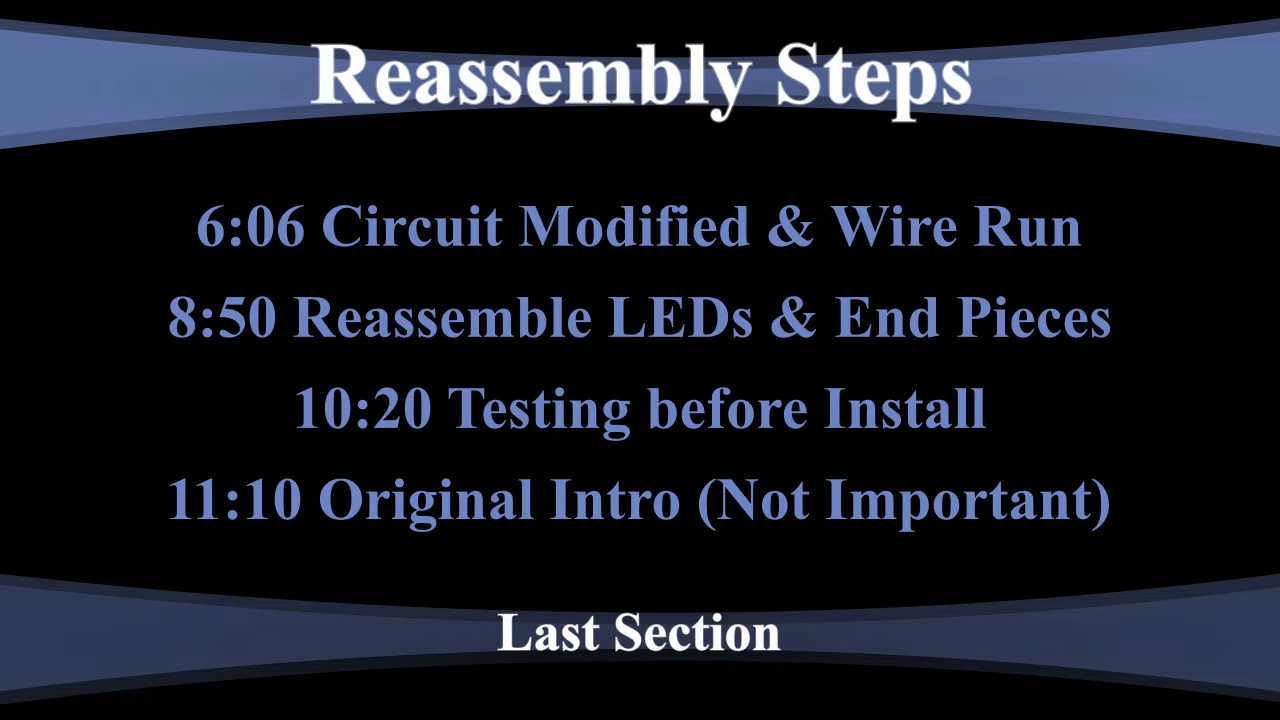 Reassembly Steps
6:06 Circuit Modified & Wire Run
8:50 Reassemble LEDs & End Pieces
10:20 Testing before Install
11:10 Original Intro (Not Important)
Last Section